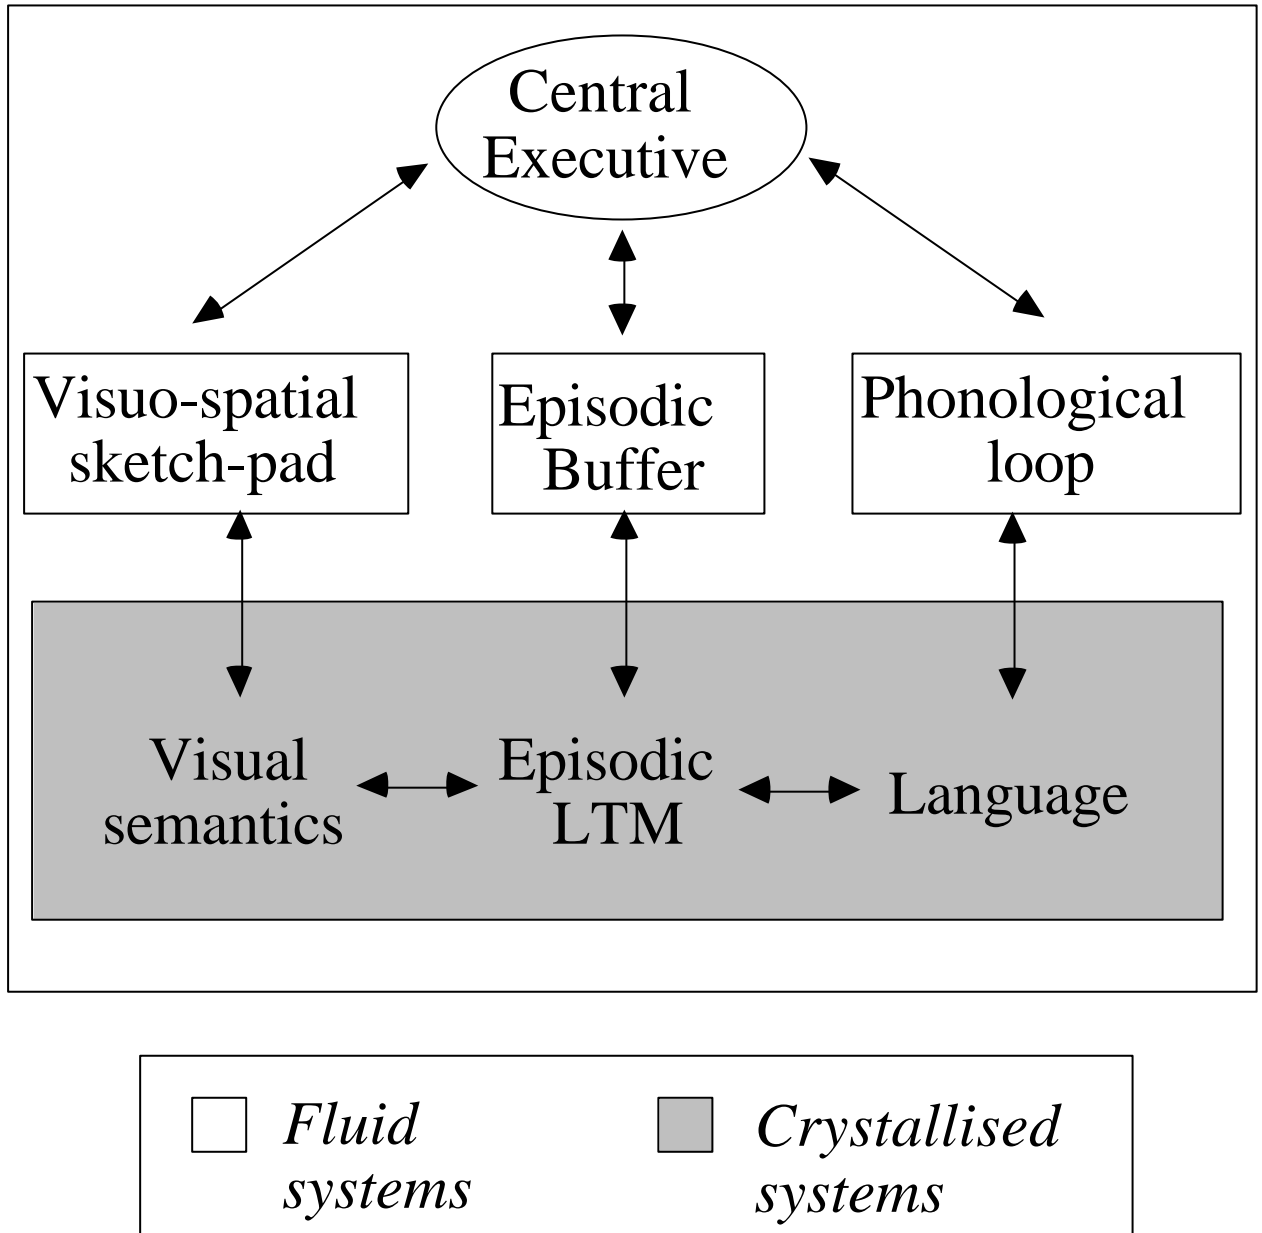 Central
Executive
Visuo-spatial
sketch-pad
Episodic
Buffer
Phonological
loop
Visual
semantics
Episodic
LTM
Language
Fluid
systems
Crystallised
systems